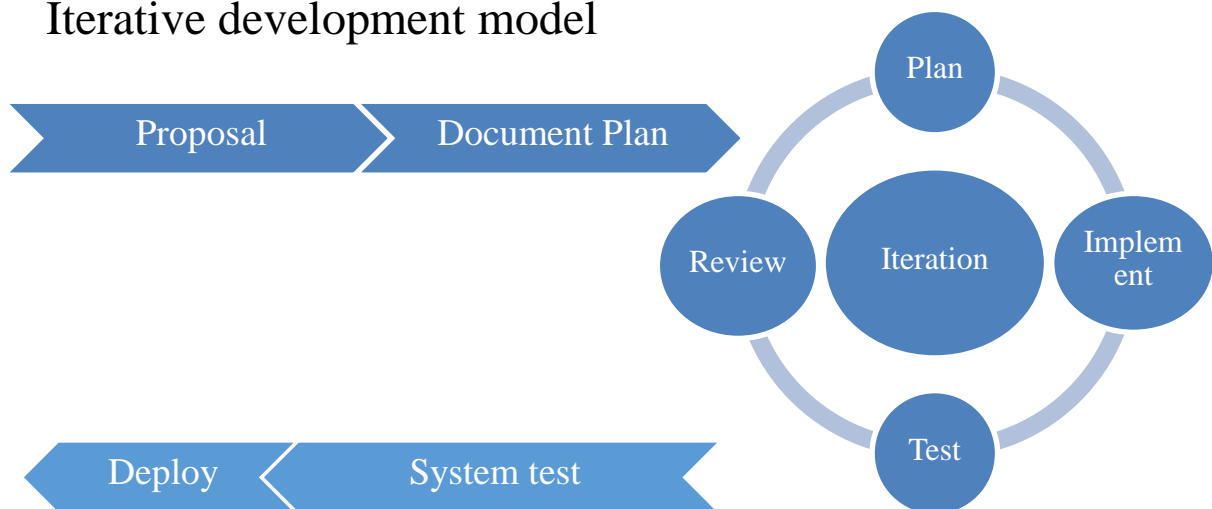 Iterative development model
Plan
Proposal
Document Plan
Review
Iteration
Implem
ent
Test
Deploy
System test